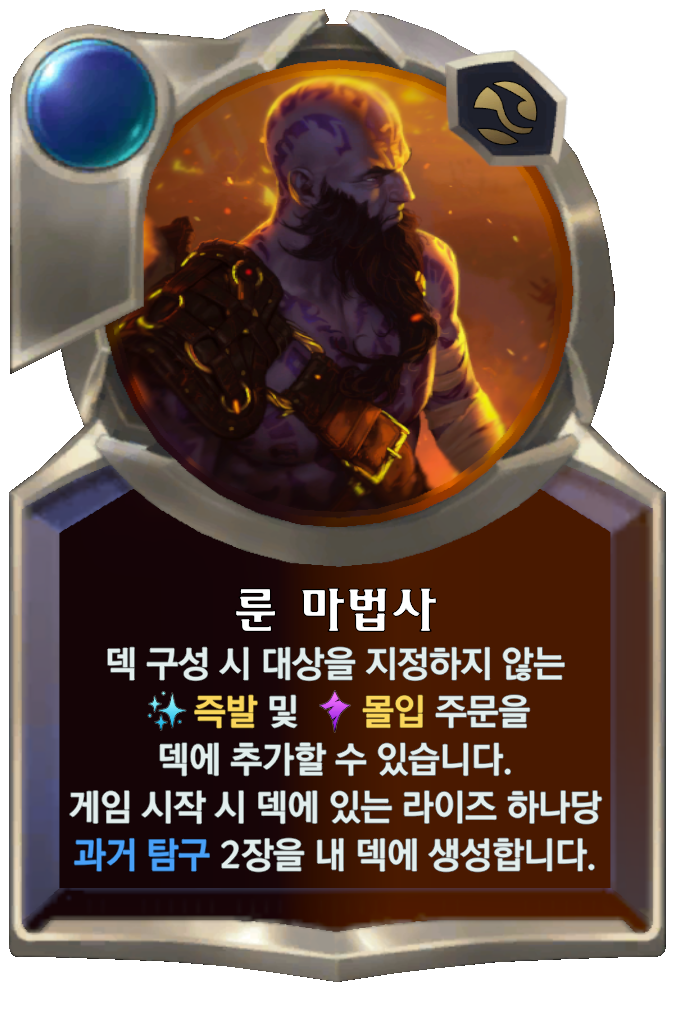 룬 마법사
덱 구성 시 대상을 지정하지 않는
즉발 및 몰입 주문을
덱에 추가할 수 있습니다.
게임 시작 시 덱에 있는 라이즈 하나당
과거 탐구 2장을 내 덱에 생성합니다.